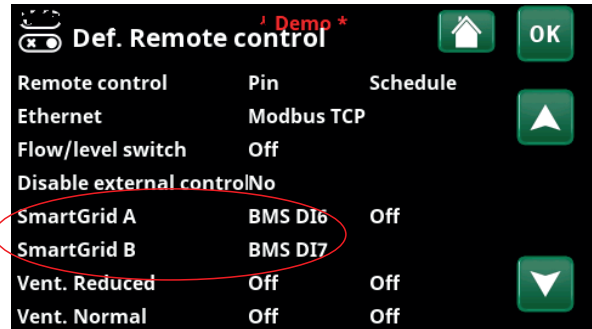 Demo *
Def. Remote control
OK
Remote control Pin Schedule
Ethernet Modbus TCP
Flow/level switch Off
Disable external control No
SmartGrid A BMS DI6 Off
SmartGrid B BMS DI7
Vent. Reduced Off Off
Vent. Normal Off Off